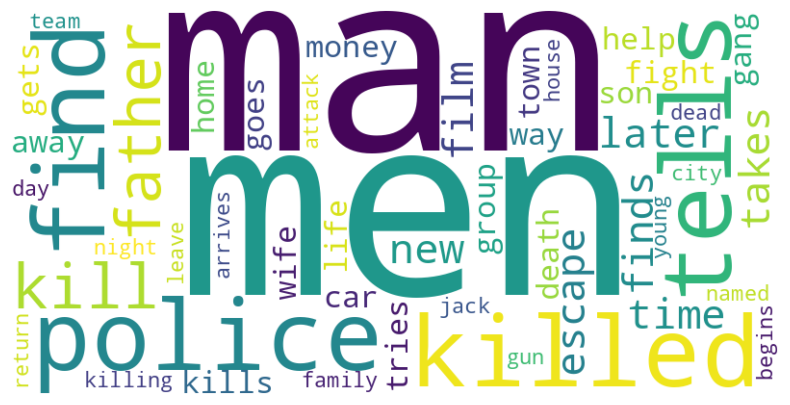 team
man
money
help
tells
gang
gets
find
father
home
goes
attack
film
town
house
fight
son
dead
away
way
later
takes
day
men
new
group
city
night
leave
arrives
wife
life
death
escape
finds
young
kill
car
jack
time
named
return
police
tries
killed
gun
begins
killing
kills
family